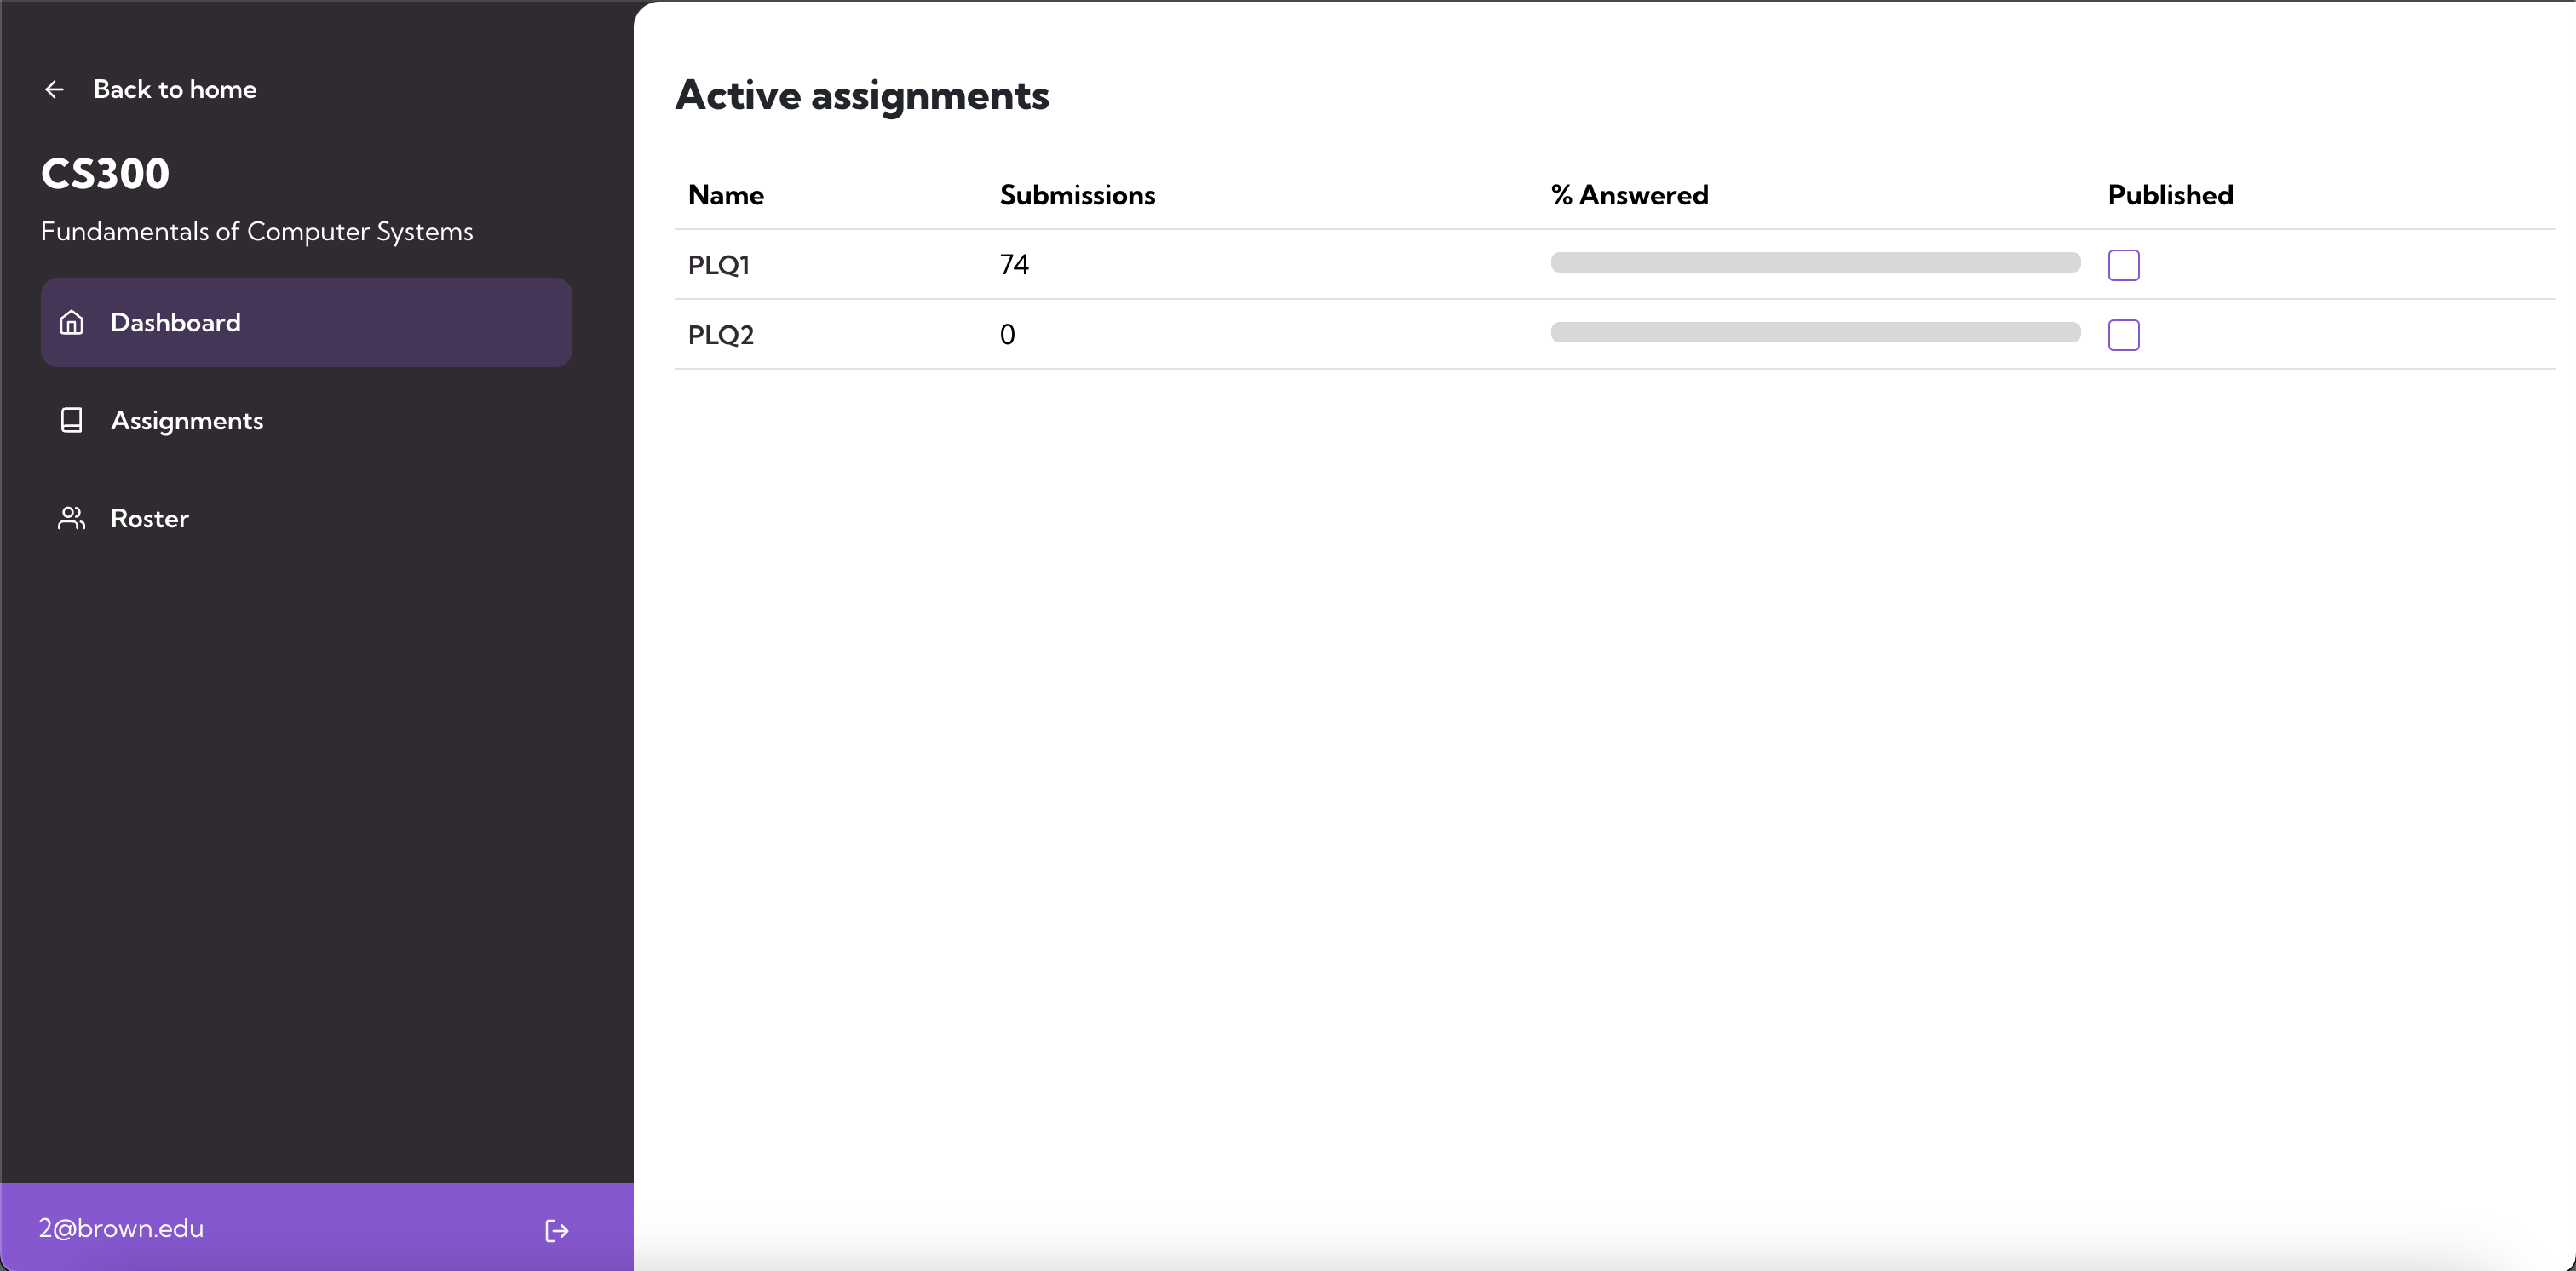 Back to home
CS300
Fundamentals of Computer Systems
Dashboard
Assignments
Roster
2@brown.edu
Active assignments
Name Submissions % Answered Published
PLQ1 74
PLQ2 0